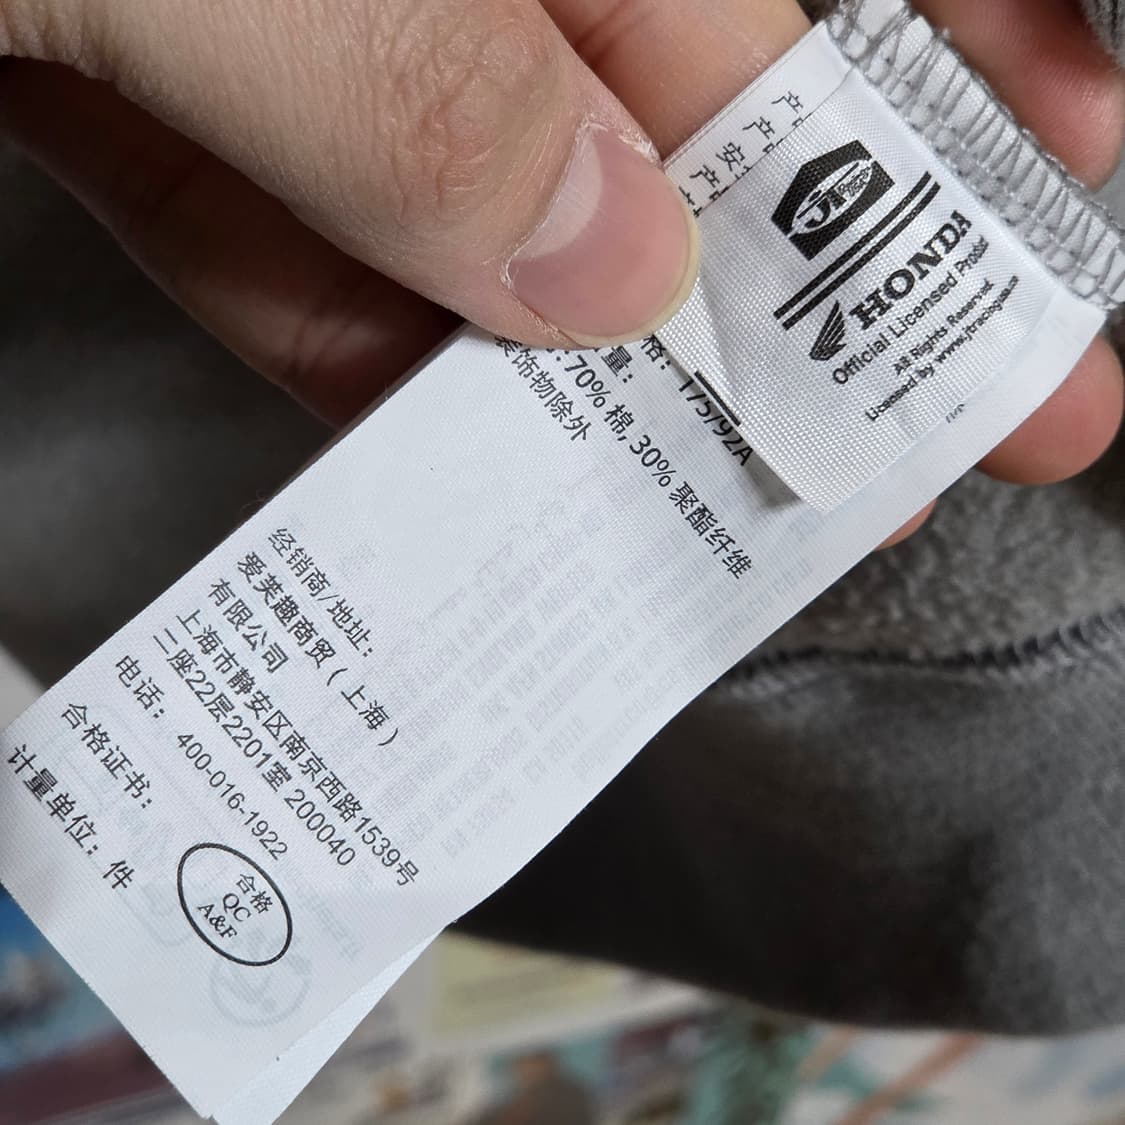 HONDA
Official Licensed Product
All Rights Reserved.
Licensed by www.jtracing
格: 175/92A
量:
:70% 棉, 30% 聚酯纤维
装饰物除外
经销商/地址:
爱芙趣商贸(上海)
有限公司
上海市静安区南京西路1539号
二座22层2201室 200040
电话: 400-016-1922
合格证书:
合格
QC
A&F
计量单位: 件